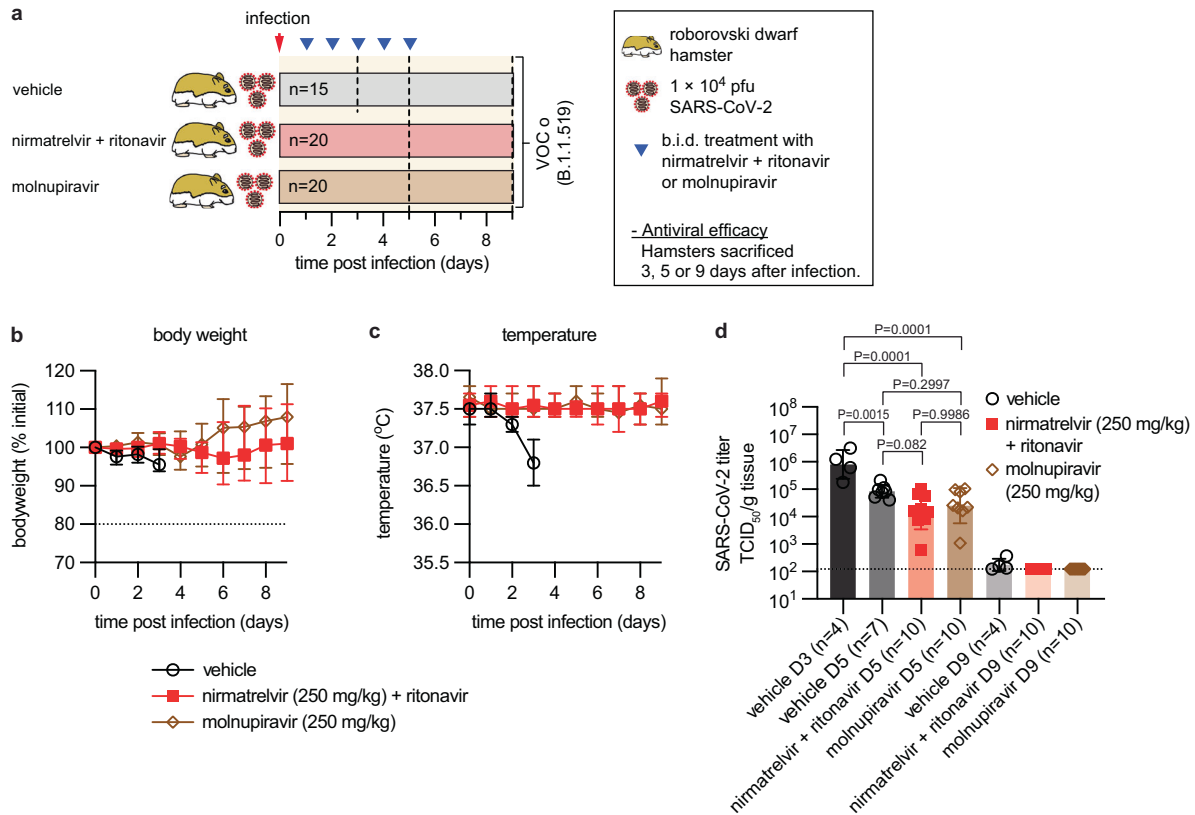 a
infection
vehicle
n=15
nirmatrelvir + ritonavir
n=20
molnupiravir
n=20
VOC o
(B.1.1.519)
0 2 4 6 8
time post infection (days)
roborovski dwarf
hamster
1 × 10⁴ pfu
SARS-CoV-2
b.i.d. treatment with
nirmatrelvir + ritonavir
or molnupiravir
- Antiviral efficacy
Hamsters sacrificed
3, 5 or 9 days after infection.
b
body weight
bodyweight (% initial)
120
110
100
90
80
70
0 2 4 6 8
time post infection (days)
c
temperature
temperature (°C)
38.0
37.5
37.0
36.5
36.0
35.5
0 2 4 6 8
time post infection (days)
vehicle
nirmatrelvir (250 mg/kg) + ritonavir
molnupiravir (250 mg/kg)
d
P=0.0001
P=0.0001
P=0.2997
P=0.0015
P=0.9986
P=0.082
vehicle
nirmatrelvir (250 mg/kg)
+ ritonavir
molnupiravir
(250 mg/kg)
SARS-CoV-2 titer
TCID₅₀/g tissue
10⁸
10⁷
10⁶
10⁵
10⁴
10³
10²
10¹
vehicle D3 (n=4)
vehicle D5 (n=7)
nirmatrelvir + ritonavir D5 (n=10)
molnupiravir D5 (n=10)
vehicle D9 (n=4)
nirmatrelvir + ritonavir D9 (n=10)
molnupiravir D9 (n=10)